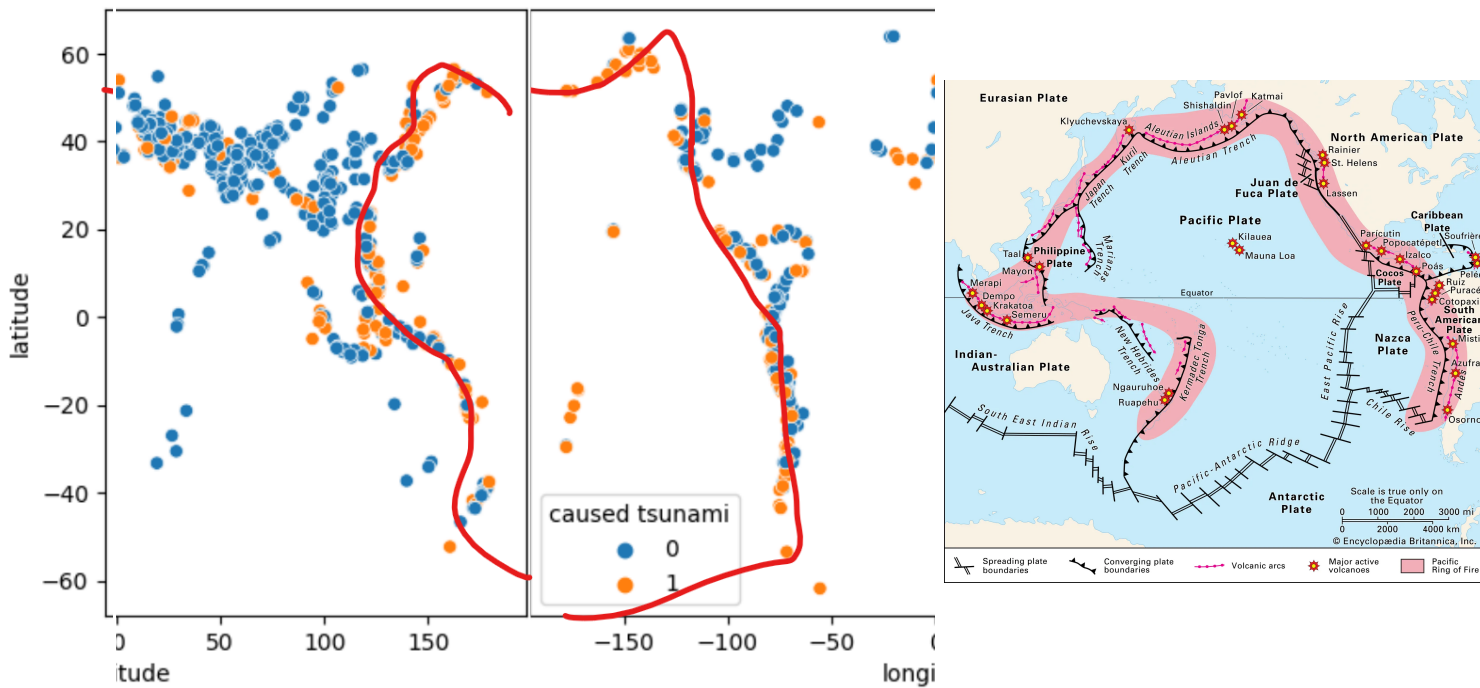 60
40
20
0
−20
−40
−60
latitude
0
50
100
150
−150
−100
−50
0
itude
longi
caused tsunami
0
1
Eurasian Plate
Pavlof
Katmai
Shishaldin
Klyuchevskaya
Aleutian Islands
North American Plate
Aleutian Trench
Rainier
St. Helens
Kuril
Trench
Japan
Trench
Juan de
Fuca Plate
Lassen
Pacific Plate
Caribbean
Plate
Soufrière
Marianas
Trench
Kilauea
Mauna Loa
Paricutín
Popocatépetl
Izalco
Poás
Pelée
Taal
Philippine
Plate
Mayon
Cocos
Plate
Ruiz
Puracé
Cotopaxi
Merapi
Dempo
Krakatoa
Semeru
Java Trench
Equator
South
American
Plate
Indian-
Australian Plate
New Hebrides
Trench
Kermadec Tonga
Trench
Nazca
Plate
Peru-Chile Trench
Misti
Azufra
Andes
Ngauruhoe
Ruapehu
East Pacific Rise
Chile Rise
Osorno
South East Indian Rise
Pacific-Antarctic Ridge
Antarctic
Plate
Scale is true only on
the Equator
0 1000 2000 3000 mi
0 2000 4000 km
© Encyclopædia Britannica, Inc.
Spreading plate
boundaries
Converging plate
boundaries
Volcanic arcs
Major active
volcanoes
Pacific
Ring of Fire